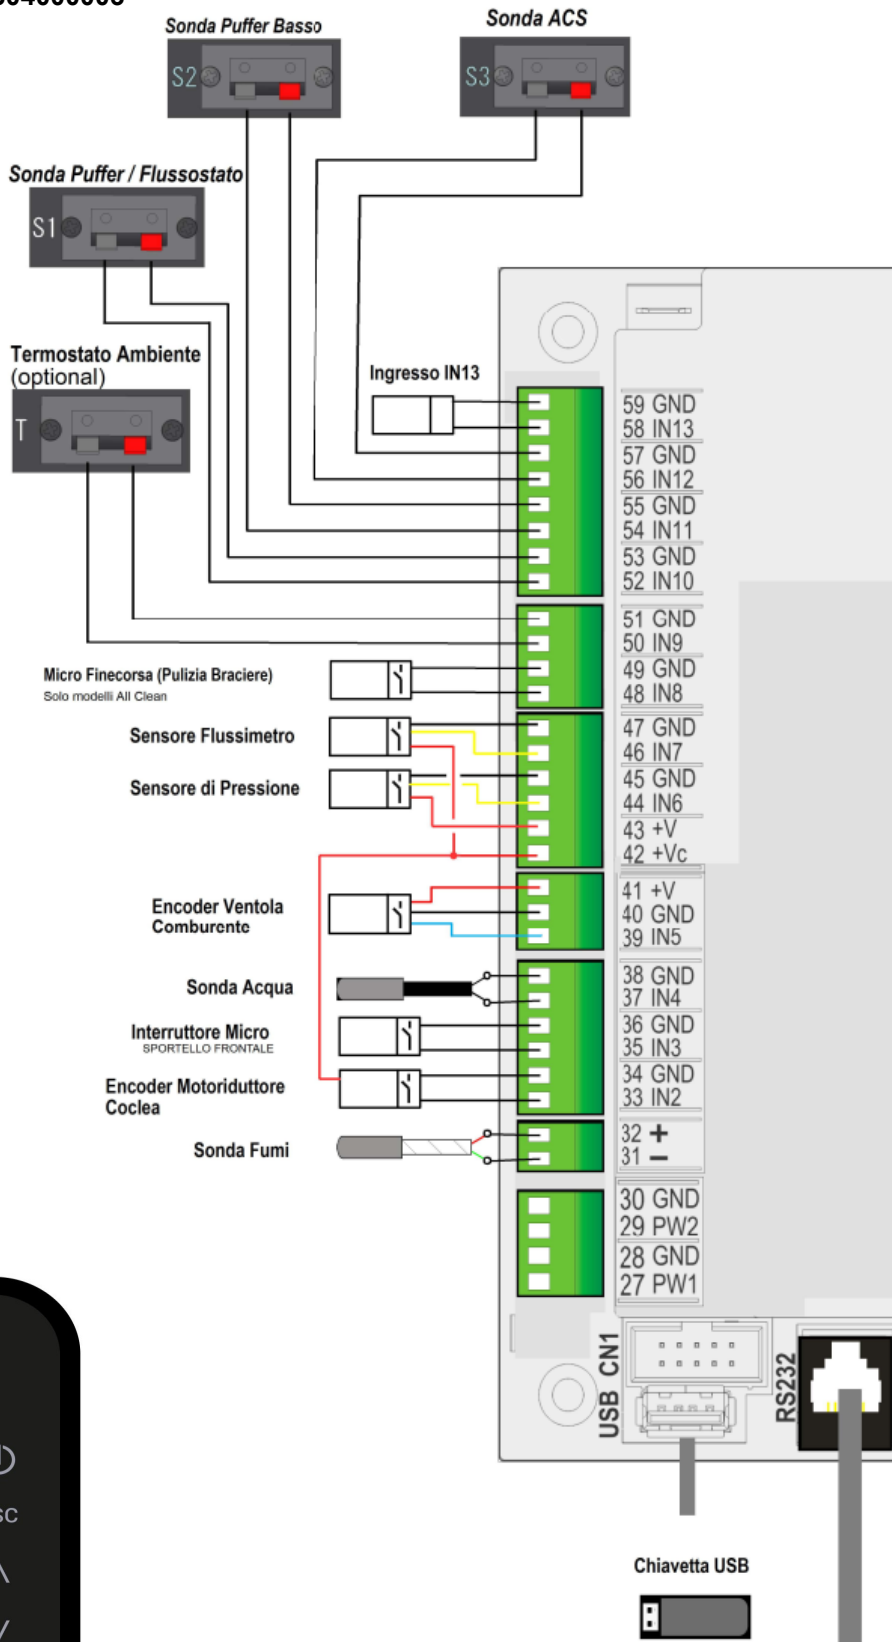 Sonda Puffer Basso
Sonda ACS
S2
S3
Sonda Puffer / Flussostato
S1
Termostato Ambiente
(optional)
T
Ingresso IN13
59 GND
58 IN13
57 GND
56 IN12
55 GND
54 IN11
53 GND
52 IN10
51 GND
50 IN9
49 GND
48 IN8
Micro Finecorsa (Pulizia Braciere)
Solo modelli All Clean
47 GND
46 IN7
Sensore Flussimetro
45 GND
44 IN6
Sensore di Pressione
43 +V
42 +Vc
41 +V
40 GND
39 IN5
Encoder Ventola
Comburente
38 GND
37 IN4
Sonda Acqua
36 GND
35 IN3
Interruttore Micro
SPORTELLO FRONTALE
34 GND
33 IN2
Encoder Motoriduttore
Coclea
32 +
31 −
Sonda Fumi
30 GND
29 PW2
28 GND
27 PW1
CN1
USB
RS232
Chiavetta USB